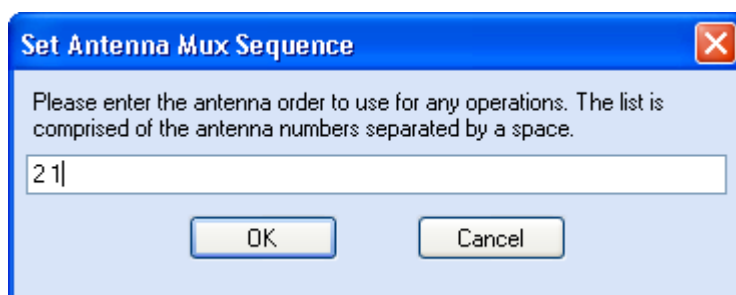 Set Antenna Mux Sequence
Please enter the antenna order to use for any operations. The list is
comprised of the antenna numbers separated by a space.
2 1
OK
Cancel